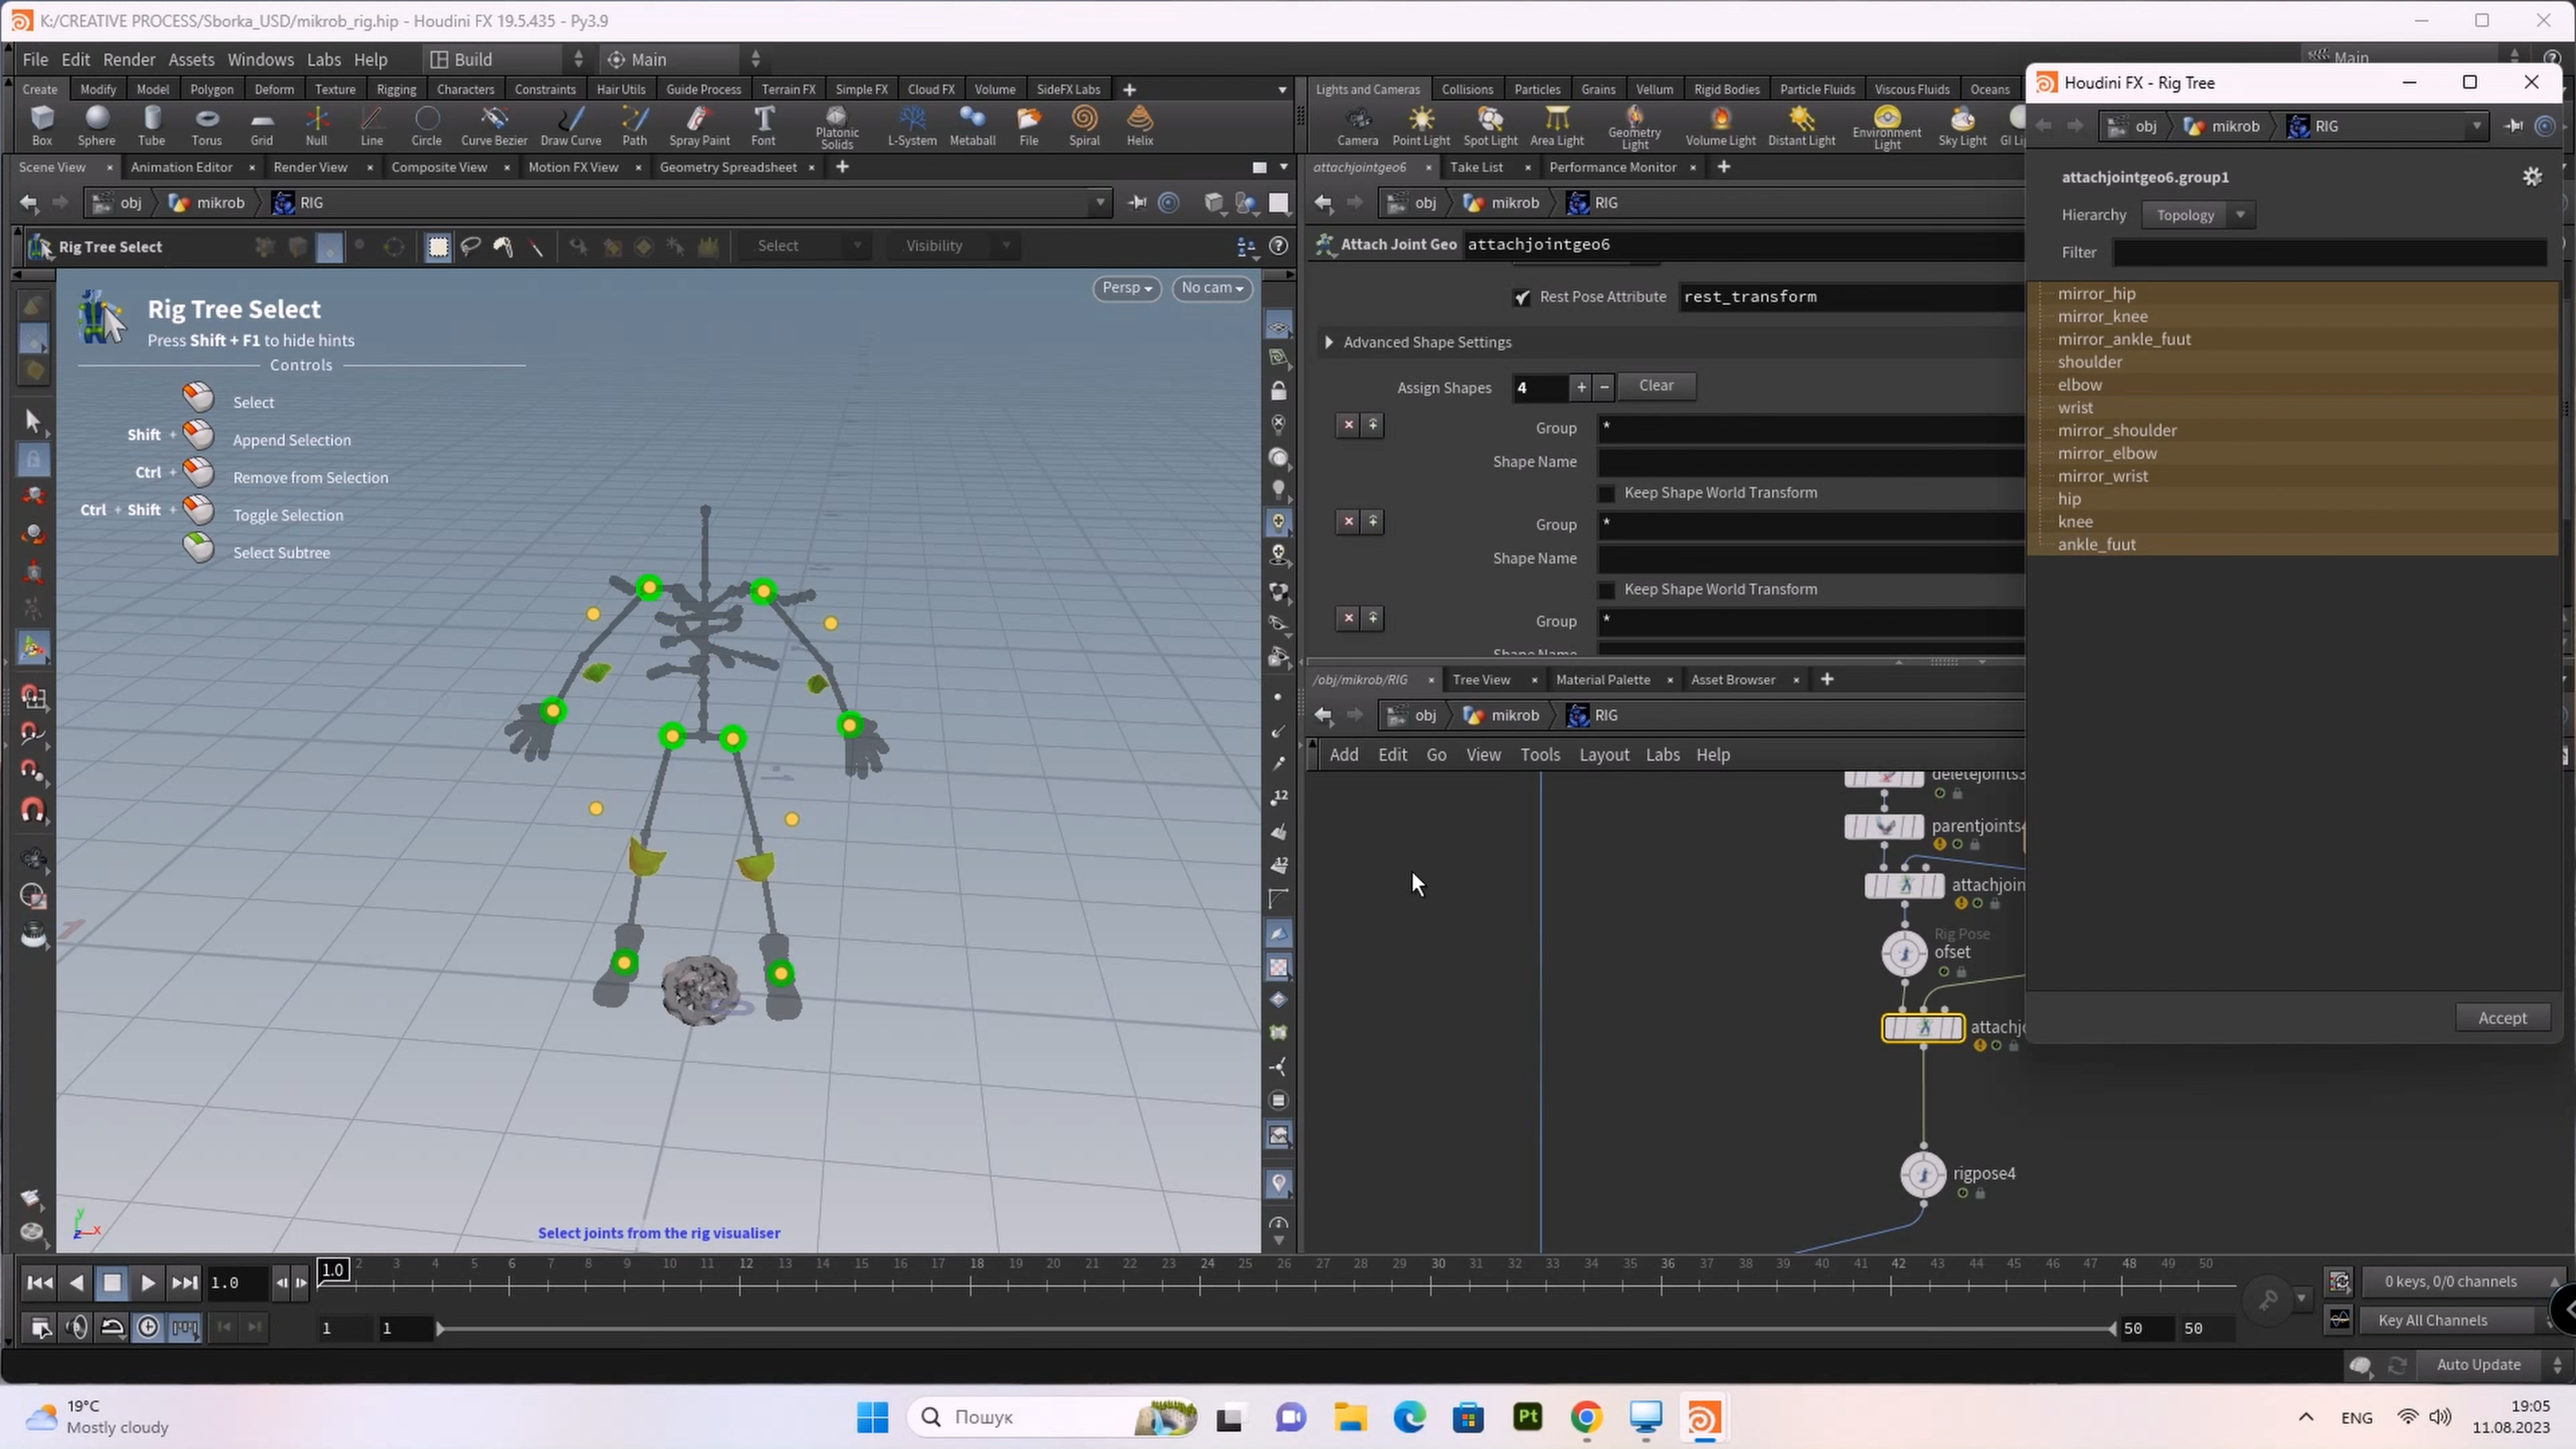 K:/CREATIVE PROCESS/Sborka_USD/mikrob_rig.hip - Houdini FX 19.5.435 - Py3.9
File Edit Render Assets Windows Labs Help Build Main
Main
Create Modify Model Polygon Deform Texture Rigging Characters Constraints Hair Utils Guide Process Terrain FX Simple FX Cloud FX Volume SideFX Labs
Box Sphere Tube Torus Grid Null Line Circle Curve Bezier Draw Curve Path Spray Paint Font Platonic Solids L-System Metaball File Spiral Helix
Lights and Cameras Collisions Particles Grains Vellum Rigid Bodies Particle Fluids Viscous Fluids Oceans
Camera Point Light Spot Light Area Light Geometry Light Volume Light Distant Light Environment Light Sky Light GI Li
Scene View Animation Editor Render View Composite View Motion FX View Geometry Spreadsheet
obj mikrob RIG
Rig Tree Select
Select
Visibility
Persp
No cam
Rig Tree Select
Press Shift + F1 to hide hints
Controls
Select
Shift + Append Selection
Ctrl + Remove from Selection
Ctrl + Shift + Toggle Selection
Select Subtree
Select joints from the rig visualiser
attachjointgeo6 Take List Performance Monitor
obj mikrob RIG
Attach Joint Geo attachjointgeo6
Rest Pose Attribute rest_transform
Advanced Shape Settings
Assign Shapes 4 + − Clear
Group *
Shape Name
Keep Shape World Transform
Group *
Shape Name
Keep Shape World Transform
Group *
Shape Name
/obj/mikrob/RIG Tree View Material Palette Asset Browser
obj mikrob RIG
Add Edit Go View Tools Layout Labs Help
deletejoints3
parentjoints4
attachjoin
Rig Pose
ofset
attachjo
rigpose4
Houdini FX - Rig Tree
obj mikrob RIG
attachjointgeo6.group1
Hierarchy Topology
Filter
mirror_hip
mirror_knee
mirror_ankle_fuut
shoulder
elbow
wrist
mirror_shoulder
mirror_elbow
mirror_wrist
hip
knee
ankle_fuut
Accept
12
12
1.0
1.0 2 3 4 5 6 7 8 9 10 11 12 13 14 15 16 17 18 19 20 21 22 23 24 25 26 27 28 29 30 31 32 33 34 35 36 37 38 39 40 41 42 43 44 45 46 47 48 49 50
0 keys, 0/0 channels
1 1 50 50
Key All Channels
Auto Update
19°C
Mostly cloudy
Пошук
Pt
ENG
19:05
11.08.2023